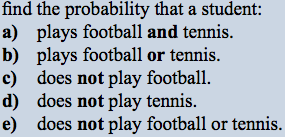 find the probability that a student:
a) plays football and tennis.
b) plays football or tennis.
c) does not play football.
d) does not play tennis.
e) does not play football or tennis.